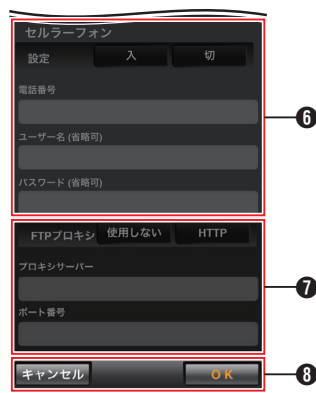 セルラーフォン
設定 入 切
電話番号
ユーザー名 (省略可)
パスワード (省略可)
❻
FTPプロキシ 使用しない HTTP
プロキシサーバー
❼
ポート番号
キャンセル OK ❽